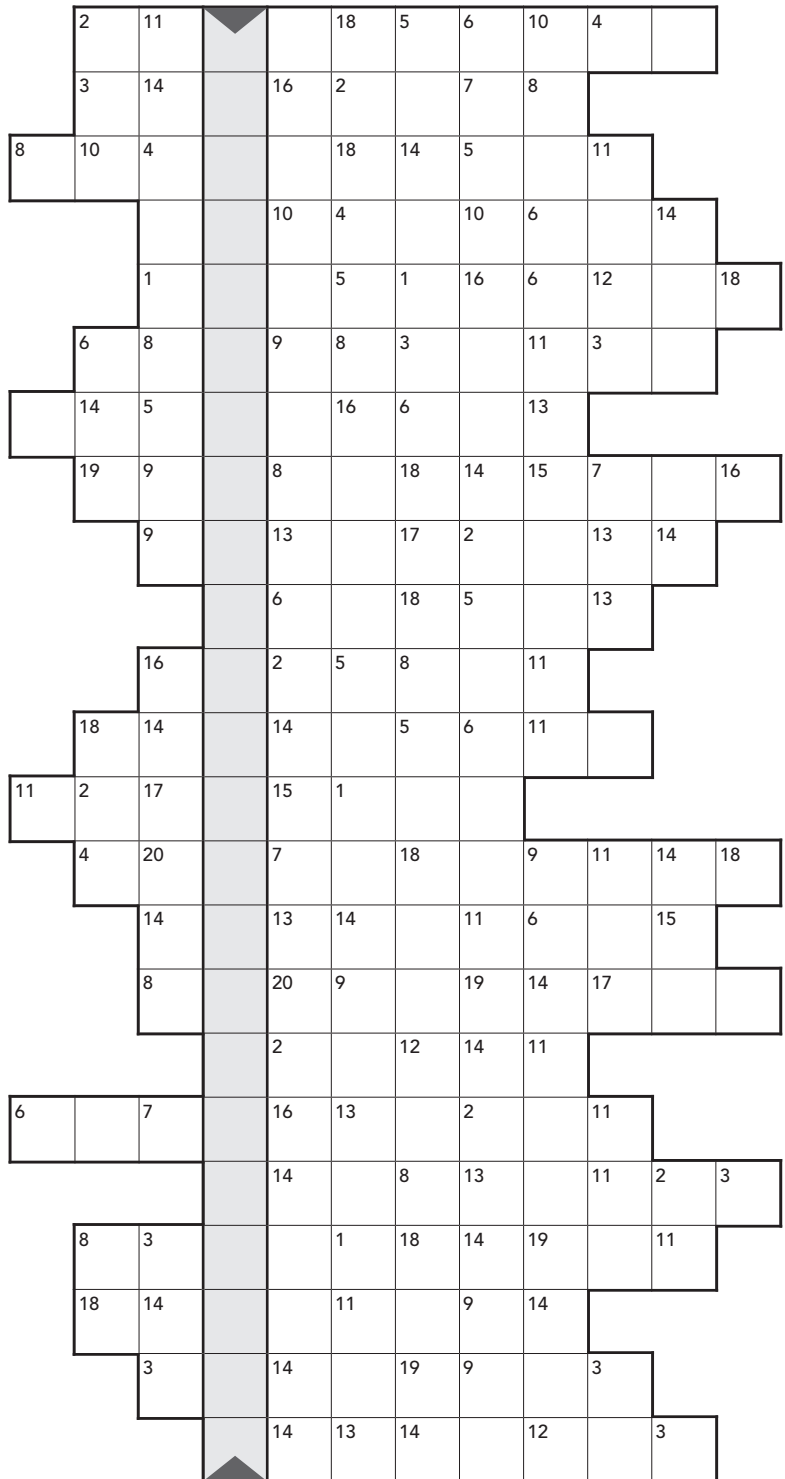 2 11 18 5 6 10 4
3 14 16 2 7 8
8 10 4 18 14 5 11
10 4 10 6 14
1 5 1 16 6 12 18
6 8 9 8 3 11 3
14 5 16 6 13
19 9 8 18 14 15 7 16
9 13 17 2 13 14
6 18 5 13
16 2 5 8 11
18 14 14 5 6 11
11 2 17 15 1
4 20 7 18 9 11 14 18
14 13 14 11 6 15
8 20 9 19 14 17
2 12 14 11
6 7 16 13 2 11
14 8 13 11 2 3
8 3 1 18 14 19 11
18 14 11 9 14
3 14 19 9 3
14 13 14 12 3